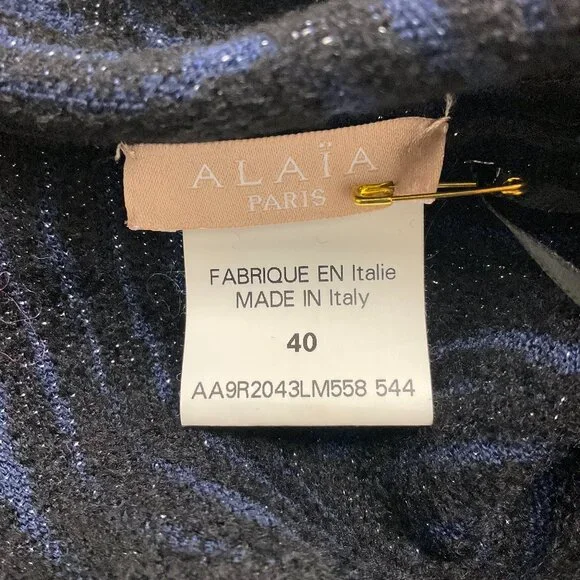 ALAÏA
PARIS
FABRIQUE EN Italie
MADE IN Italy
40
AA9R2043LM558 544